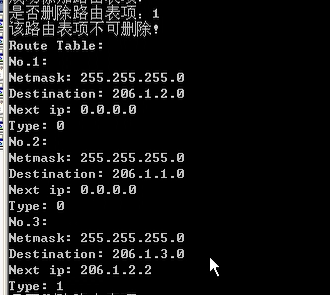 是否删除路由表项：1
该路由表项不可删除！
Route Table:
No.1:
Netmask: 255.255.255.0
Destination: 206.1.2.0
Next ip: 0.0.0.0
Type: 0
No.2:
Netmask: 255.255.255.0
Destination: 206.1.1.0
Next ip: 0.0.0.0
Type: 0
No.3:
Netmask: 255.255.255.0
Destination: 206.1.3.0
Next ip: 206.1.2.2
Type: 1